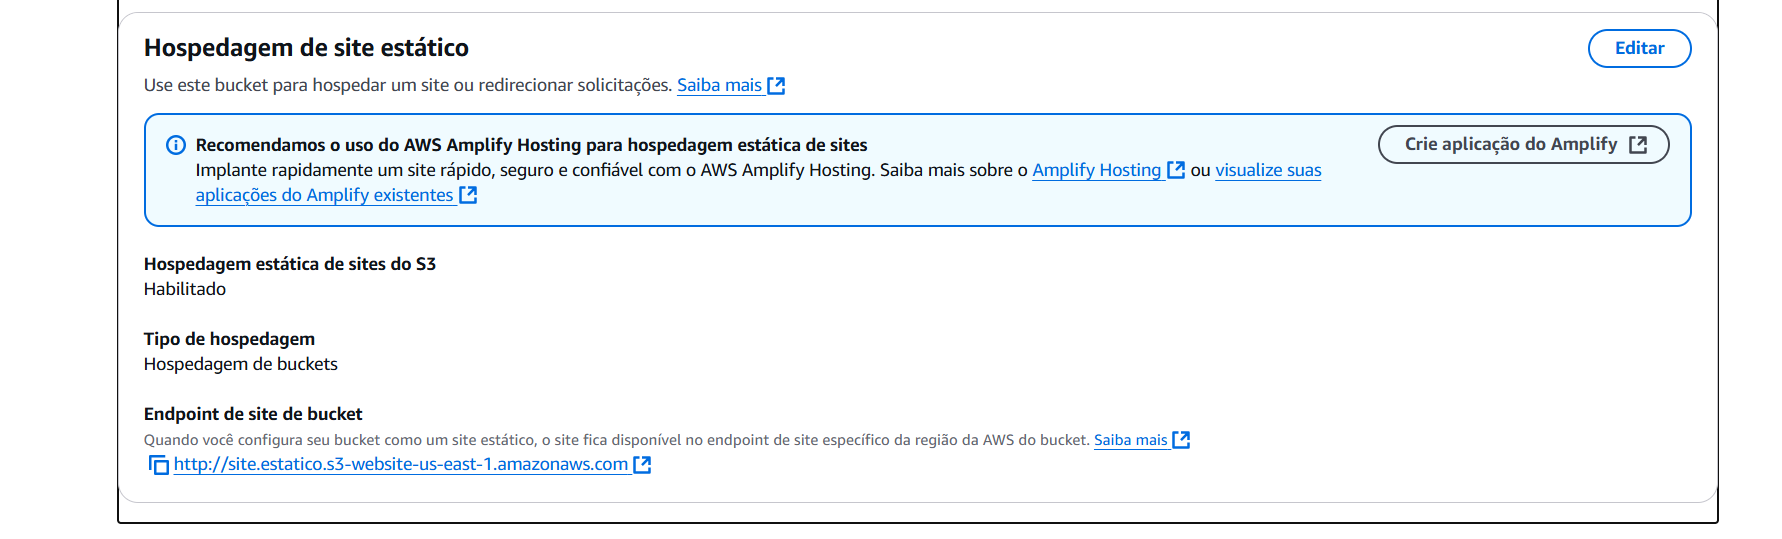 Hospedagem de site estático
Editar
Use este bucket para hospedar um site ou redirecionar solicitações. Saiba mais
Recomendamos o uso do AWS Amplify Hosting para hospedagem estática de sites
Crie aplicação do Amplify
Implante rapidamente um site rápido, seguro e confiável com o AWS Amplify Hosting. Saiba mais sobre o Amplify Hosting ou visualize suas
aplicações do Amplify existentes
Hospedagem estática de sites do S3
Habilitado
Tipo de hospedagem
Hospedagem de buckets
Endpoint de site de bucket
Quando você configura seu bucket como um site estático, o site fica disponível no endpoint de site específico da região da AWS do bucket. Saiba mais
http://site.estatico.s3-website-us-east-1.amazonaws.com